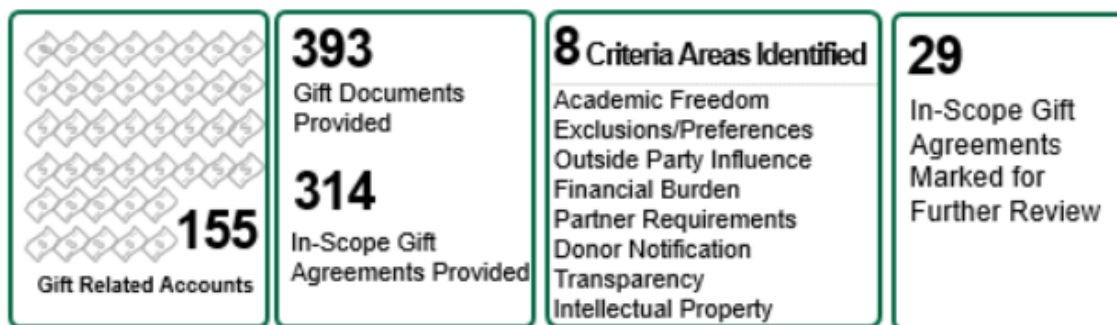 155
Gift Related Accounts
393
Gift Documents
Provided
314
In-Scope Gift
Agreements Provided
8 Criteria Areas Identified
Academic Freedom
Exclusions/Preferences
Outside Party Influence
Financial Burden
Partner Requirements
Donor Notification
Transparency
Intellectual Property
29
In-Scope Gift
Agreements
Marked for
Further Review